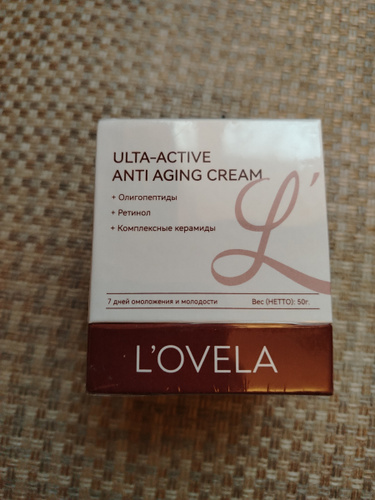 ULTA-ACTIVE
ANTI AGING CREAM
+ Олигопептиды
+ Ретинол
+ Комплексные керамиды
L'
7 дней омоложения и молодости Вес (НЕТТО): 50г.
L'OVELA